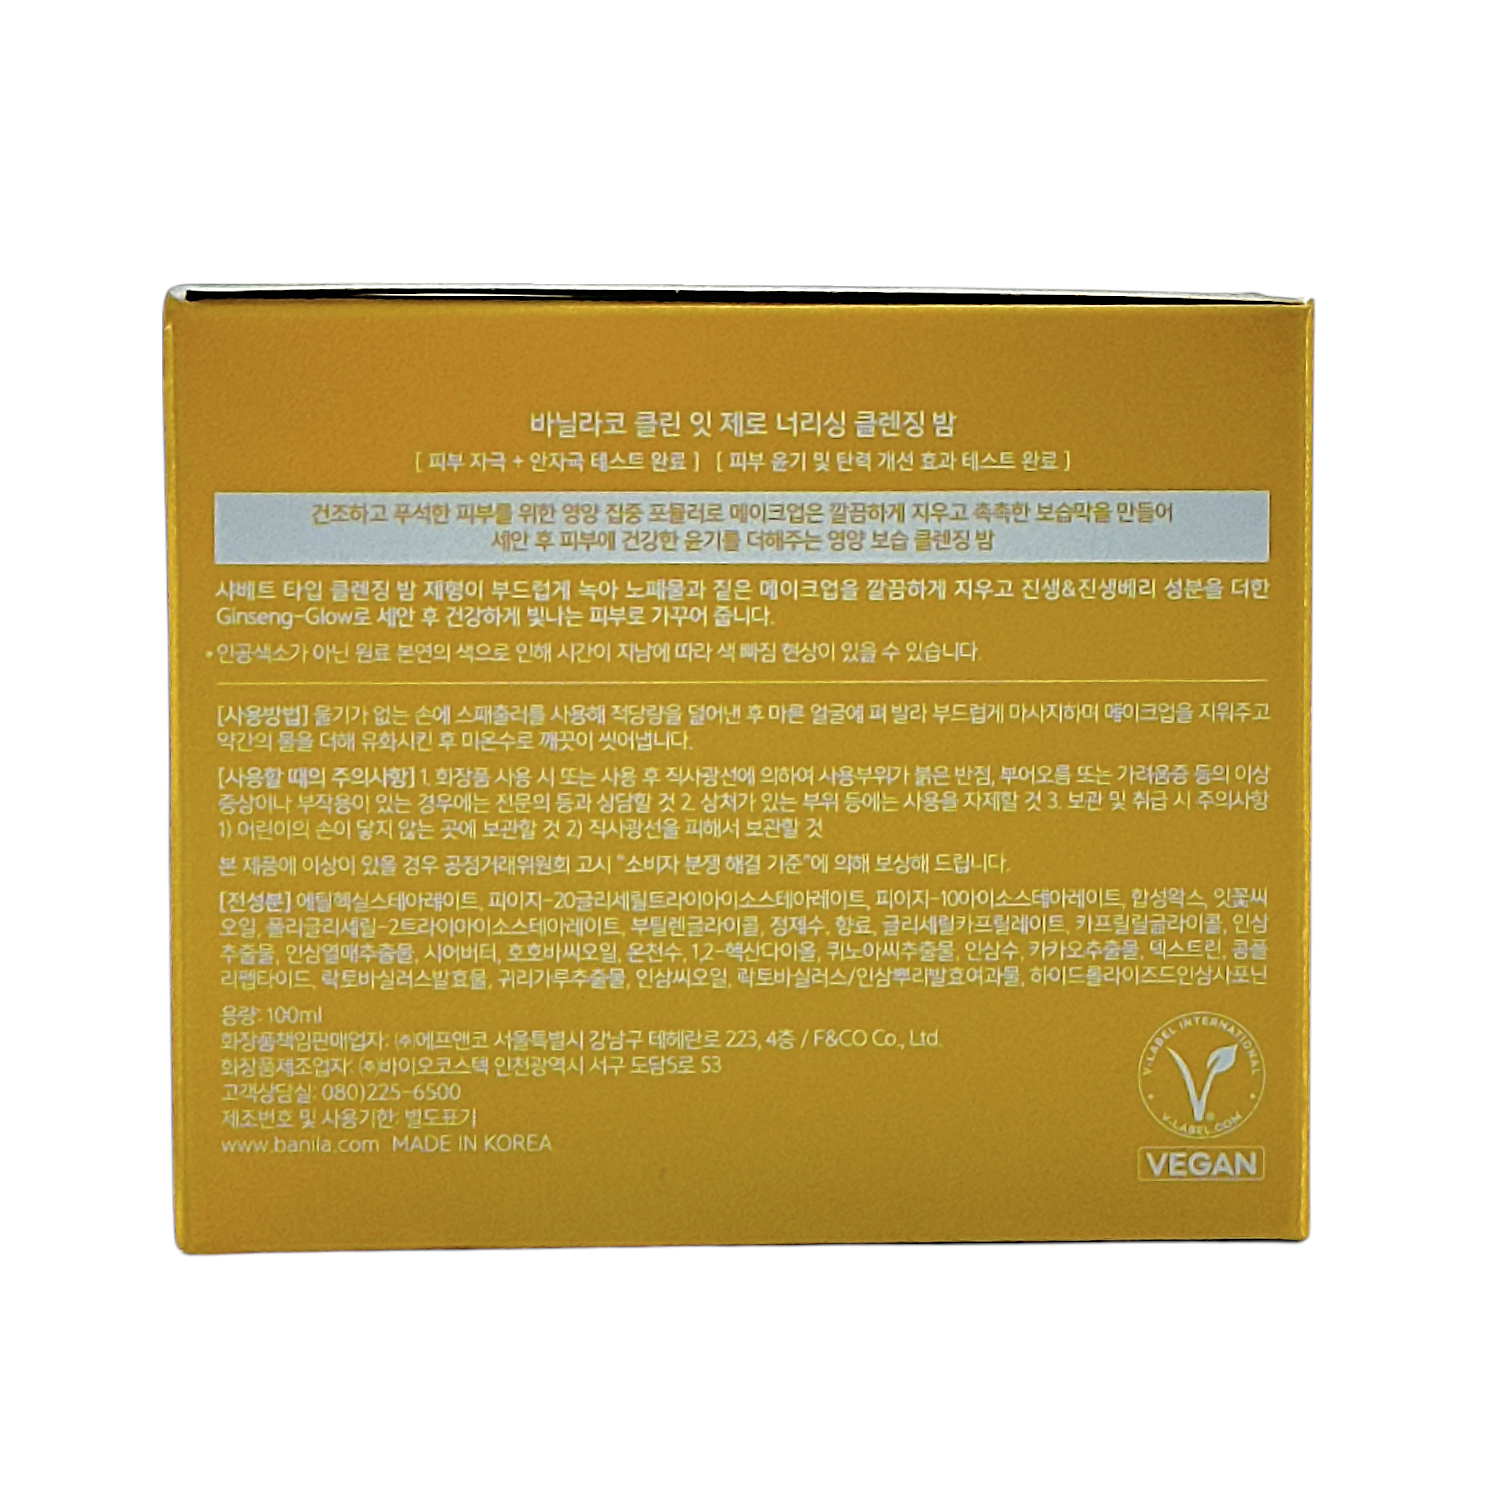 바닐라코 클린 잇 제로 너리싱 클렌징 밤
[ 피부 자극 + 안자극 테스트 완료 ] [ 피부 윤기 및 탄력 개선 효과 테스트 완료 ]
건조하고 푸석한 피부를 위한 영양 집중 포뮬러로 메이크업은 깔끔하게 지우고 촉촉한 보습막을 만들어
세안 후 피부에 건강한 윤기를 더해주는 영양 보습 클렌징 밤
샤베트 타입 클렌징 밤 제형이 부드럽게 녹아 노폐물과 짙은 메이크업을 깔끔하게 지우고 진생&진생베리 성분을 더한
Ginseng-Glow로 세안 후 건강하게 빛나는 피부로 가꾸어 줍니다.
*인공색소가 아닌 원료 본연의 색으로 인해 시간이 지남에 따라 색 빠짐 현상이 있을 수 있습니다.
[사용방법] 물기가 없는 손에 스패츌러를 사용해 적당량을 덜어낸 후 마른 얼굴에 펴 발라 부드럽게 마사지하며 메이크업을 지워주고
약간의 물을 더해 유화시킨 후 미온수로 깨끗이 씻어냅니다.
[사용할 때의 주의사항] 1. 화장품 사용 시 또는 사용 후 직사광선에 의하여 사용부위가 붉은 반점, 부어오름 또는 가려움증 등의 이상
증상이나 부작용이 있는 경우에는 전문의 등과 상담할 것 2. 상처가 있는 부위 등에는 사용을 자제할 것 3. 보관 및 취급 시 주의사항
1) 어린이의 손이 닿지 않는 곳에 보관할 것 2) 직사광선을 피해서 보관할 것
본 제품에 이상이 있을 경우 공정거래위원회 고시 "소비자 분쟁 해결 기준"에 의해 보상해 드립니다.
[전성분] 에틸헥실스테아레이트, 피이지-20글리세릴트라이아이소스테아레이트, 피이지-10아이소스테아레이트, 합성왁스, 잇꽃씨
오일, 폴리글리세릴-2트라이아이소스테아레이트, 부틸렌글라이콜, 정제수, 향료, 글리세릴카프릴레이트, 카프릴릴글라이콜, 인삼
추출물, 인삼열매추출물, 시어버터, 호호바씨오일, 온천수, 1,2-헥산다이올, 퀴노아씨추출물, 인삼수, 카카오추출물, 덱스트린, 콩폴
리펩타이드, 락토바실러스발효물, 귀리가루추출물, 인삼씨오일, 락토바실러스/인삼뿌리발효여과물, 하이드롤라이즈드인삼사포닌
용량: 100ml
화장품책임판매업자: ㈜에프앤코 서울특별시 강남구 테헤란로 223, 4층 / F&CO Co., Ltd.
화장품제조업자: ㈜바이오코스텍 인천광역시 서구 도담5로 53
고객상담실: 080)225-6500
제조번호 및 사용기한: 별도표기
www.banila.com MADE IN KOREA
V-LABEL INTERNATIONAL
V-LABEL.COM
VEGAN